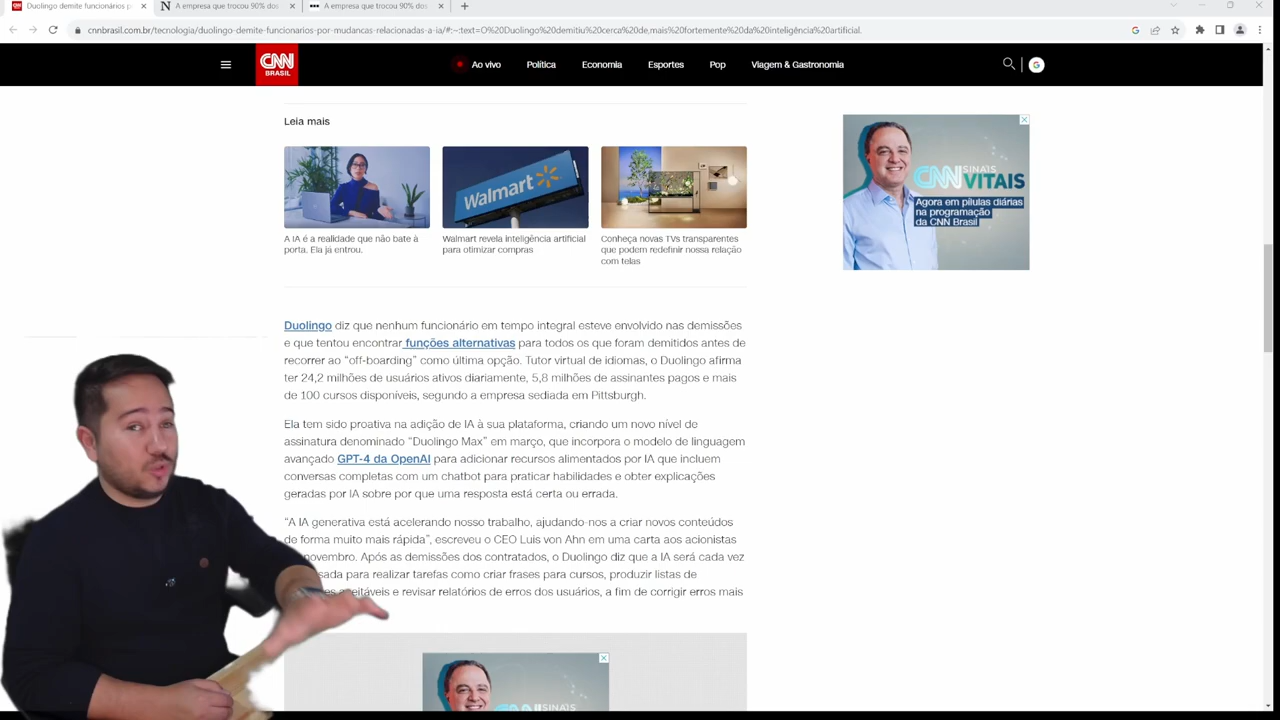 Duolingo demite funcionários p
A empresa que trocou 90% dos
A empresa que trocou 90% dos
cnnbrasil.com.br/tecnologia/duolingo-demite-funcionarios-por-mudancas-relacionadas-a-ia/#:~:text=O%20Duolingo%20demitiu%20cerca%20de,mais%20fortemente%20da%20inteligência%20artificial.
CNN
BRASIL
Ao vivo Política Economia Esportes Pop Viagem & Gastronomia
Leia mais
Walmart
A IA é a realidade que não bate à
porta. Ela já entrou.
Walmart revela inteligência artificial
para otimizar compras
Conheça novas TVs transparentes
que podem redefinir nossa relação
com telas
CNN SINAIS
VITAIS
Agora em pílulas diárias
na programação
da CNN Brasil
Duolingo diz que nenhum funcionário em tempo integral esteve envolvido nas demissões
e que tentou encontrar funções alternativas para todos os que foram demitidos antes de
recorrer ao “off-boarding” como última opção. Tutor virtual de idiomas, o Duolingo afirma
ter 24,2 milhões de usuários ativos diariamente, 5,8 milhões de assinantes pagos e mais
de 100 cursos disponíveis, segundo a empresa sediada em Pittsburgh.
Ela tem sido proativa na adição de IA à sua plataforma, criando um novo nível de
assinatura denominado “Duolingo Max” em março, que incorpora o modelo de linguagem
avançado GPT-4 da OpenAI para adicionar recursos alimentados por IA que incluem
conversas completas com um chatbot para praticar habilidades e obter explicações
geradas por IA sobre por que uma resposta está certa ou errada.
“A IA generativa está acelerando nosso trabalho, ajudando-nos a criar novos conteúdos
de forma muito mais rápida”, escreveu o CEO Luis von Ahn em uma carta aos acionistas
novembro. Após as demissões dos contratados, o Duolingo diz que a IA será cada vez
para realizar tarefas como criar frases para cursos, produzir listas de
e revisar relatórios de erros dos usuários, a fim de corrigir erros mais
CNN SINAIS